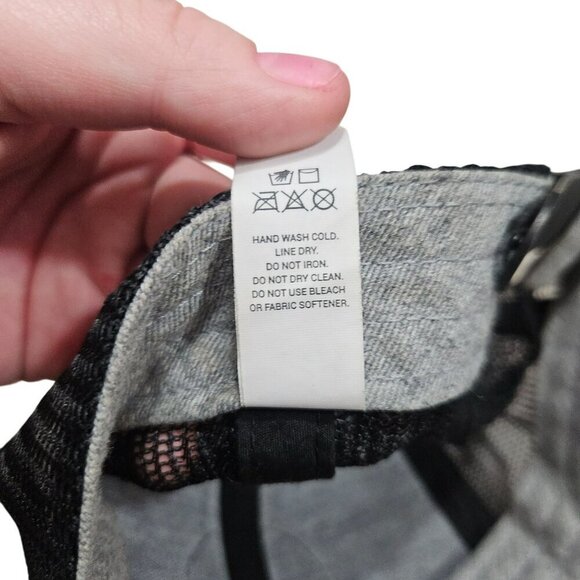 HAND WASH COLD.
LINE DRY.
DO NOT IRON.
DO NOT DRY CLEAN.
DO NOT USE BLEACH
OR FABRIC SOFTENER.